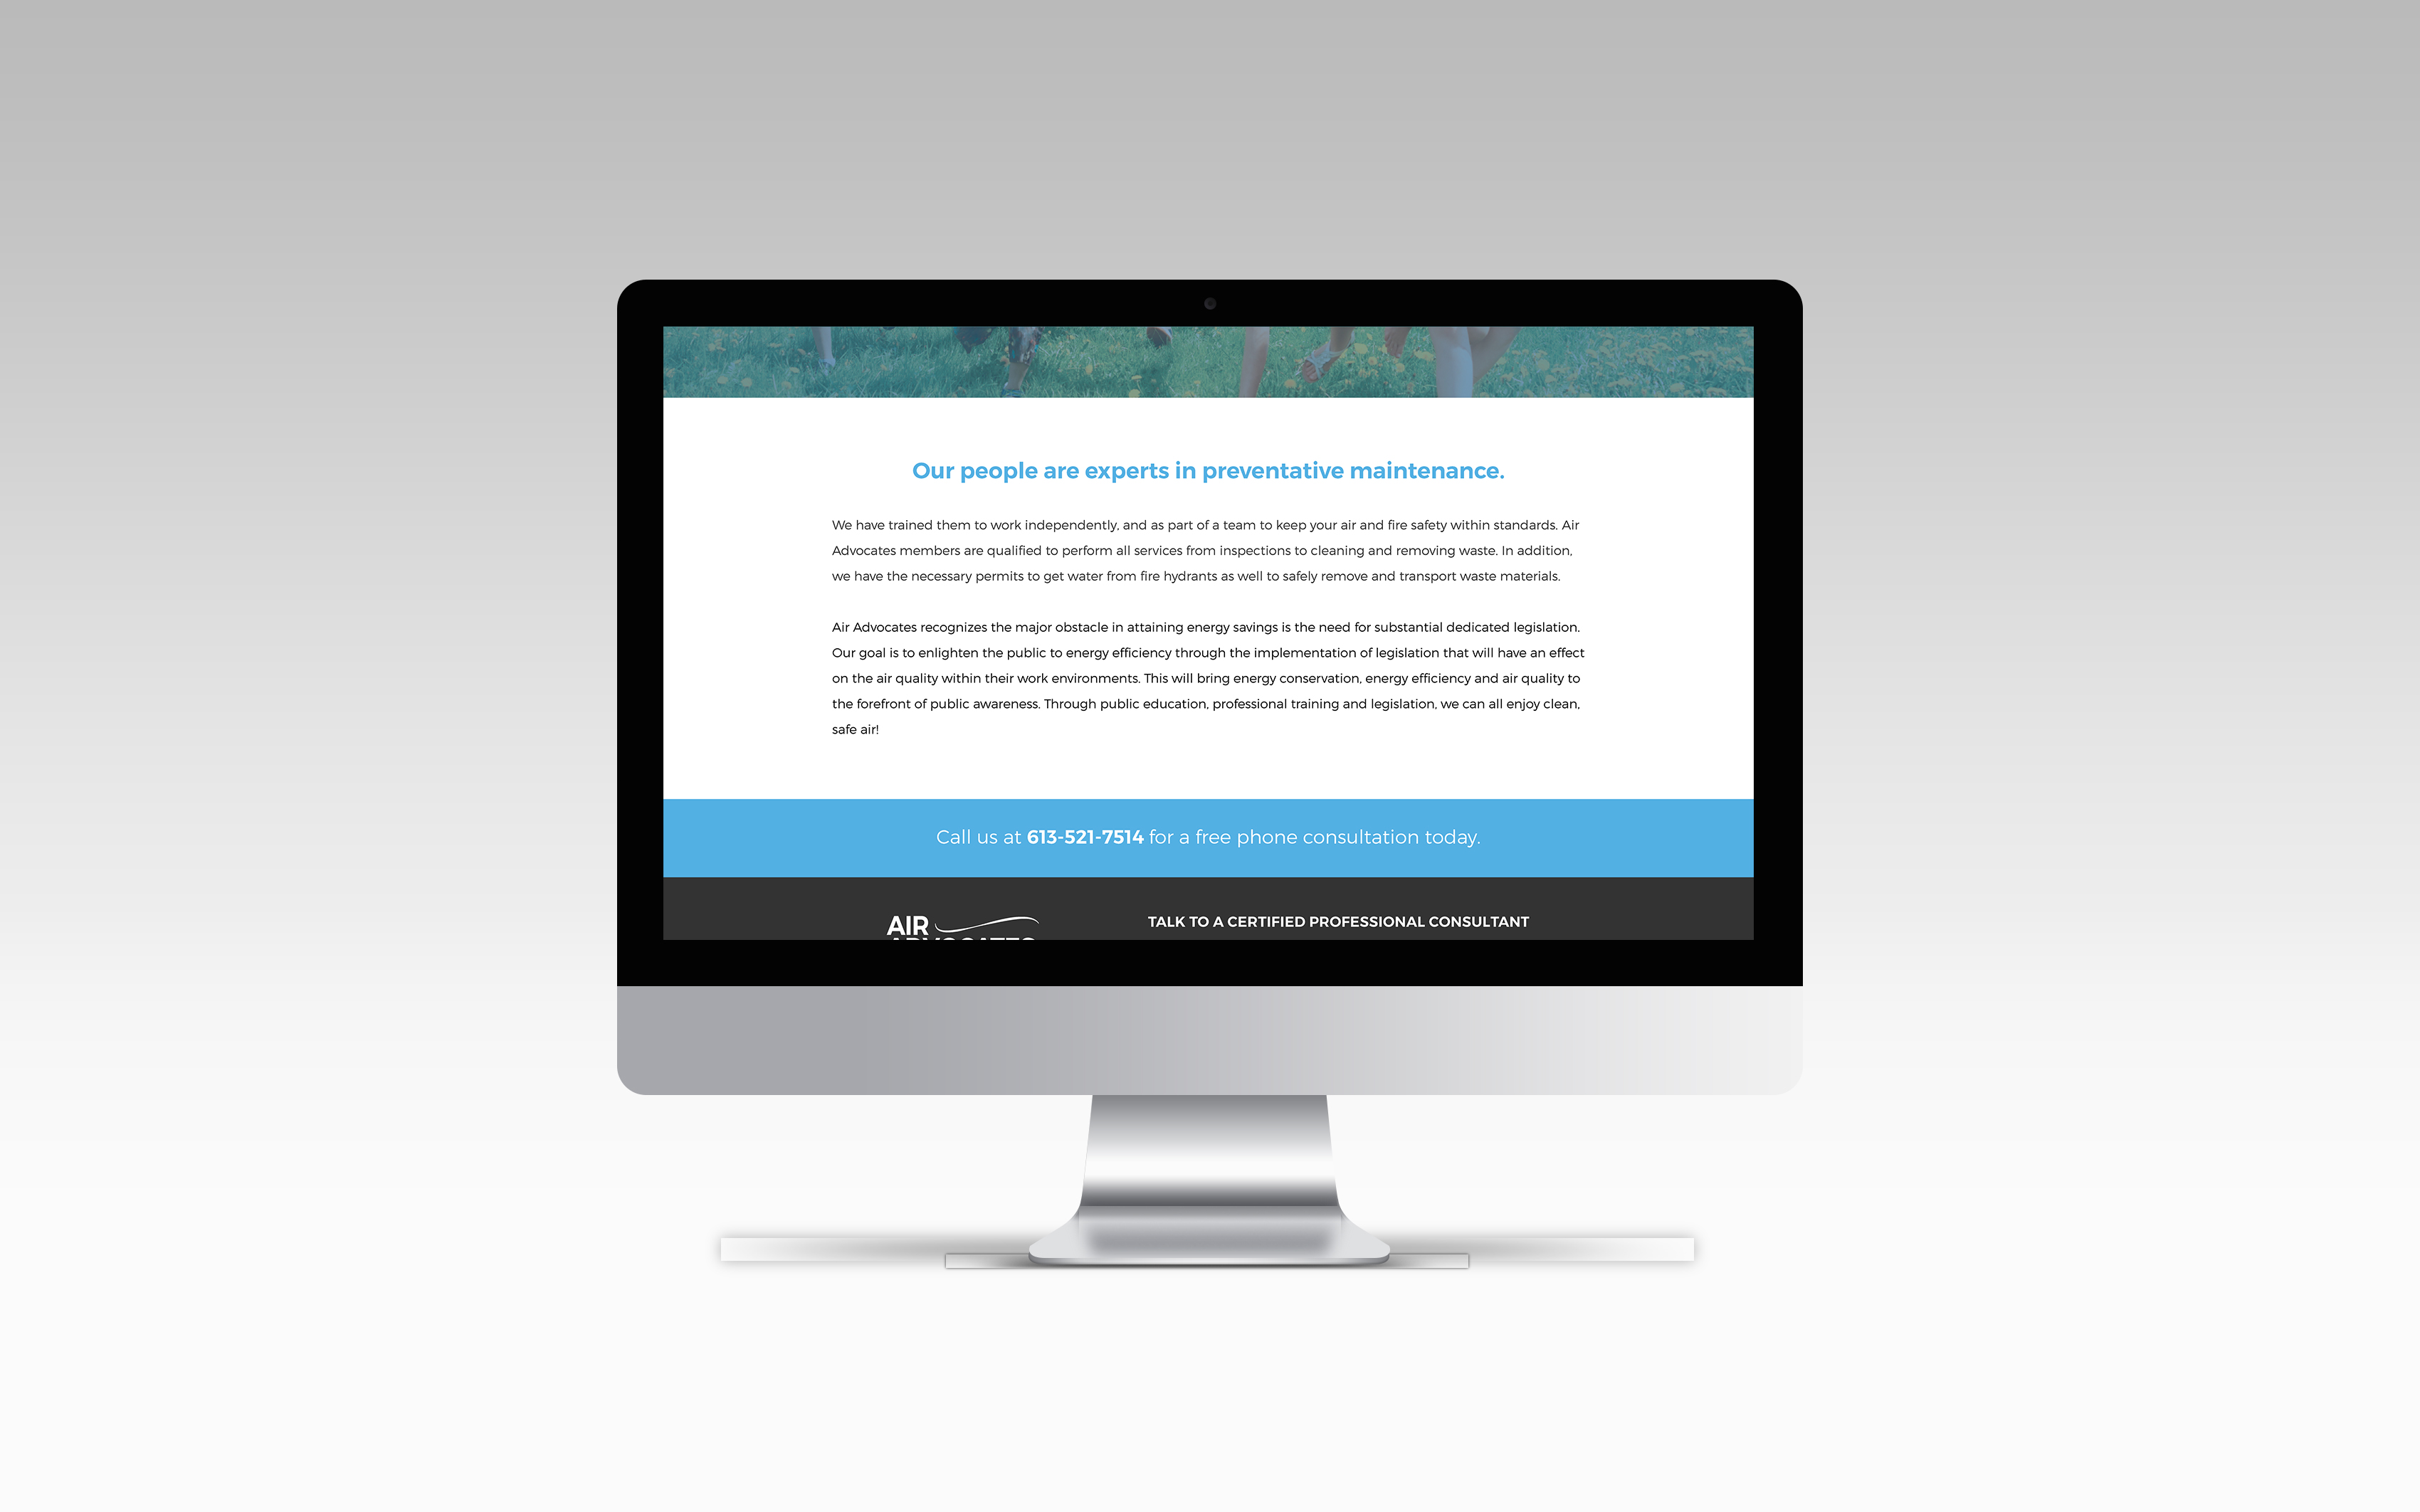 Our people are experts in preventative maintenance.
We have trained them to work independently, and as part of a team to keep your air and fire safety within standards. Air
Advocates members are qualified to perform all services from inspections to cleaning and removing waste. In addition,
we have the necessary permits to get water from fire hydrants as well to safely remove and transport waste materials.
Air Advocates recognizes the major obstacle in attaining energy savings is the need for substantial dedicated legislation.
Our goal is to enlighten the public to energy efficiency through the implementation of legislation that will have an effect
on the air quality within their work environments. This will bring energy conservation, energy efficiency and air quality to
the forefront of public awareness. Through public education, professional training and legislation, we can all enjoy clean,
safe air!
Call us at 613-521-7514 for a free phone consultation today.
AIR
ADVOCATES
TALK TO A CERTIFIED PROFESSIONAL CONSULTANT